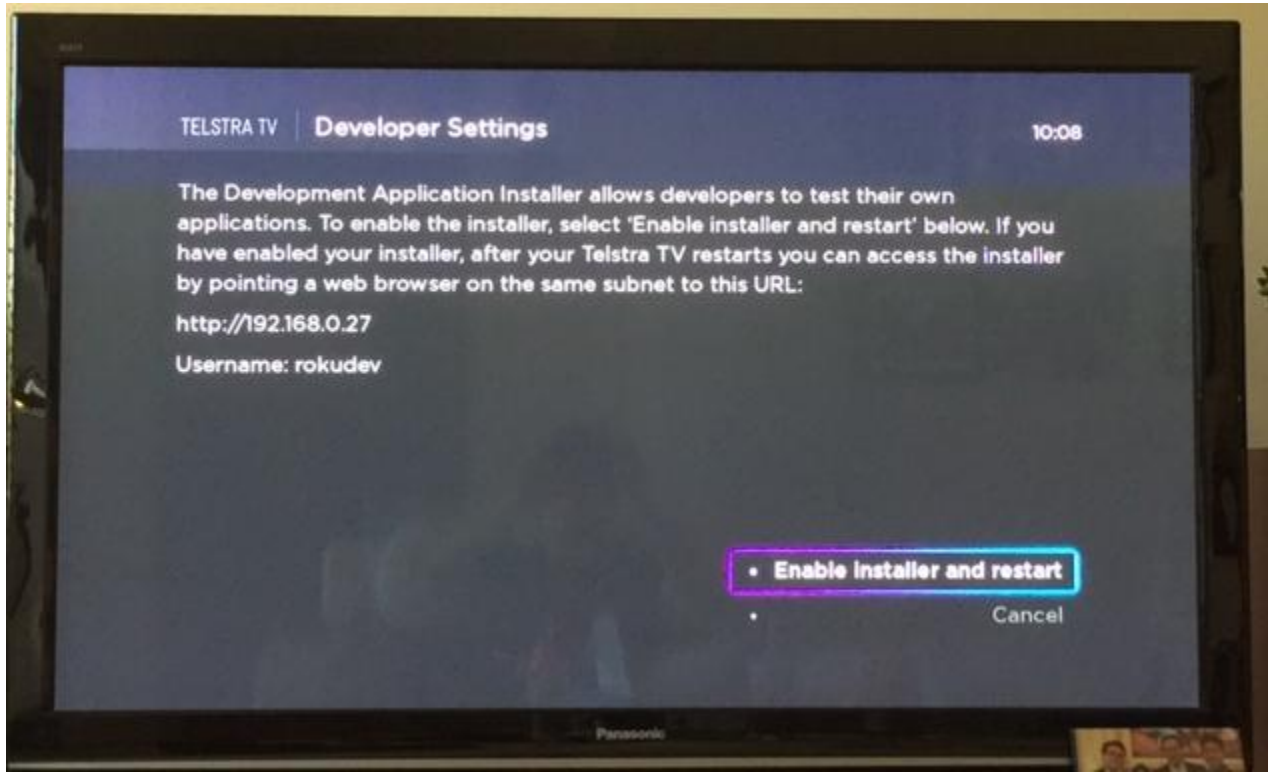 TELSTRA TV | Developer Settings 10:08
The Development Application Installer allows developers to test their own
applications. To enable the installer, select 'Enable installer and restart' below. If you
have enabled your installer, after your Telstra TV restarts you can access the installer
by pointing a web browser on the same subnet to this URL:
http://192.168.0.27
Username: rokudev
• Enable installer and restart
• Cancel
Panasonic